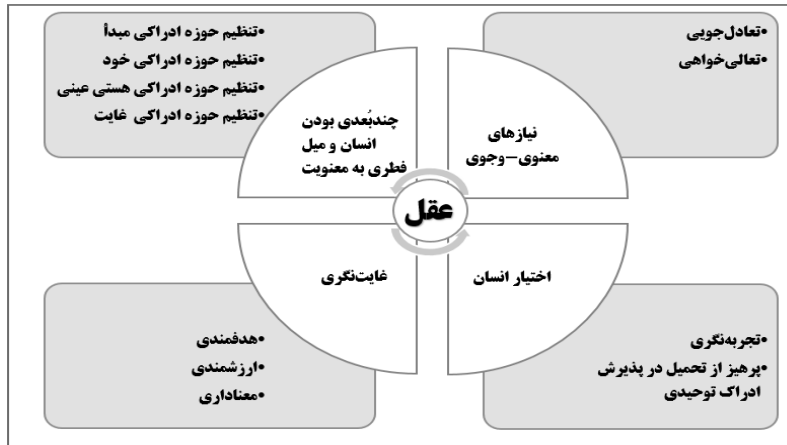 •تعادل‌جویی
•تعالی‌خواهی
•تنظیم حوزه ادراکی مبدأ
•تنظیم حوزه ادراکی خود
•تنظیم حوزه ادراکی هستی عینی
•تنظیم حوزه ادراکی غایت
نیازهای
معنوی–وجوی
چندبُعدی بودن
انسان و میل
فطری به معنویت
عقل
اختیار انسان
غایت‌نگری
•تجربه‌نگری
•پرهیز از تحمیل در پذیرش
ادراک توحیدی
•هدفمندی
•ارزشمندی
•معناداری